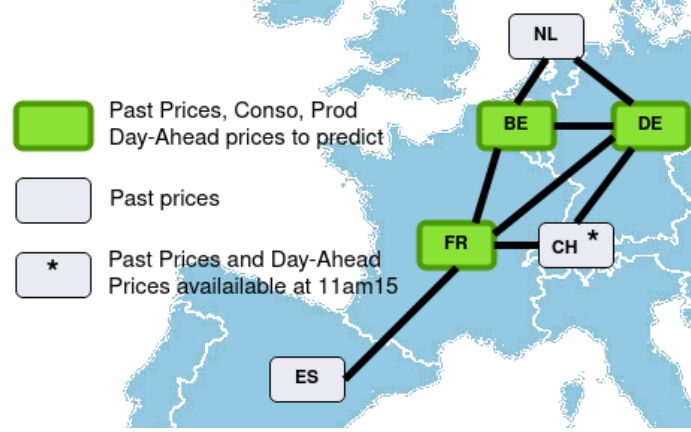 NL
Past Prices, Conso, Prod
Day-Ahead prices to predict
BE
DE
Past prices
FR
CH *
*
Past Prices and Day-Ahead
Prices availailable at 11am15
ES